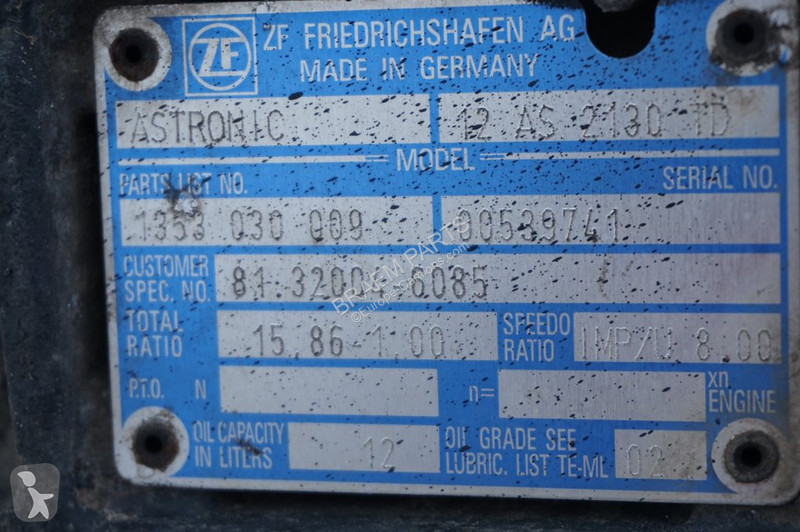 ZF FRIEDRICHSHAFEN AG
MADE IN GERMANY
ASTRONIC 12 AS 2130 TD
MODEL
PARTS LIST NO. SERIAL NO.
1353 030 009 00539741
CUSTOMER SPEC. NO. 81.32004-6085
TOTAL RATIO 15,86-1,00 SPEEDO RATIO IMP/U 8.00
P.T.O. N n= xn ENGINE
OIL CAPACITY IN LITERS 12 OIL GRADE SEE LUBRIC. LIST TE-ML 02
BRAEM PARTS